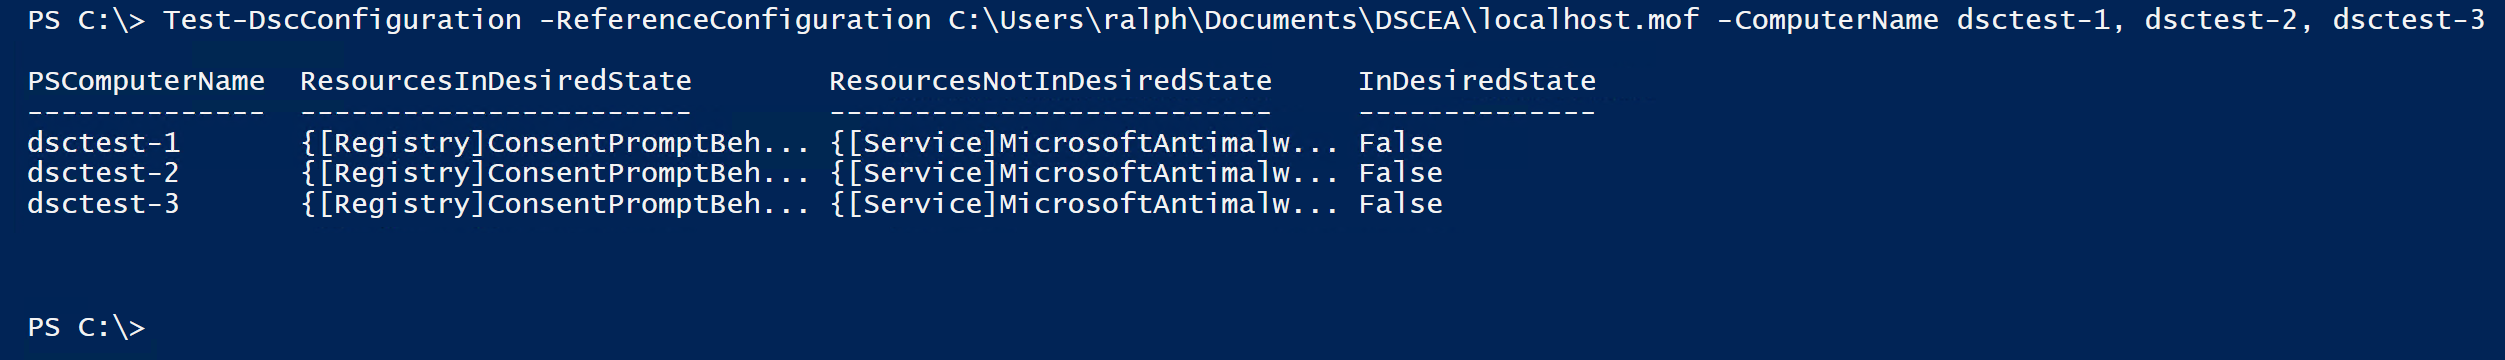 PS C:\> Test-DscConfiguration -ReferenceConfiguration C:\Users\ralph\Documents\DSCEA\localhost.mof -ComputerName dsctest-1, dsctest-2, dsctest-3
PSComputerName  ResourcesInDesiredState        ResourcesNotInDesiredState     InDesiredState
--------------  -----------------------        --------------------------     --------------
dsctest-1       {[Registry]ConsentPromptBeh... {[Service]MicrosoftAntimalw... False
dsctest-2       {[Registry]ConsentPromptBeh... {[Service]MicrosoftAntimalw... False
dsctest-3       {[Registry]ConsentPromptBeh... {[Service]MicrosoftAntimalw... False
PS C:\>